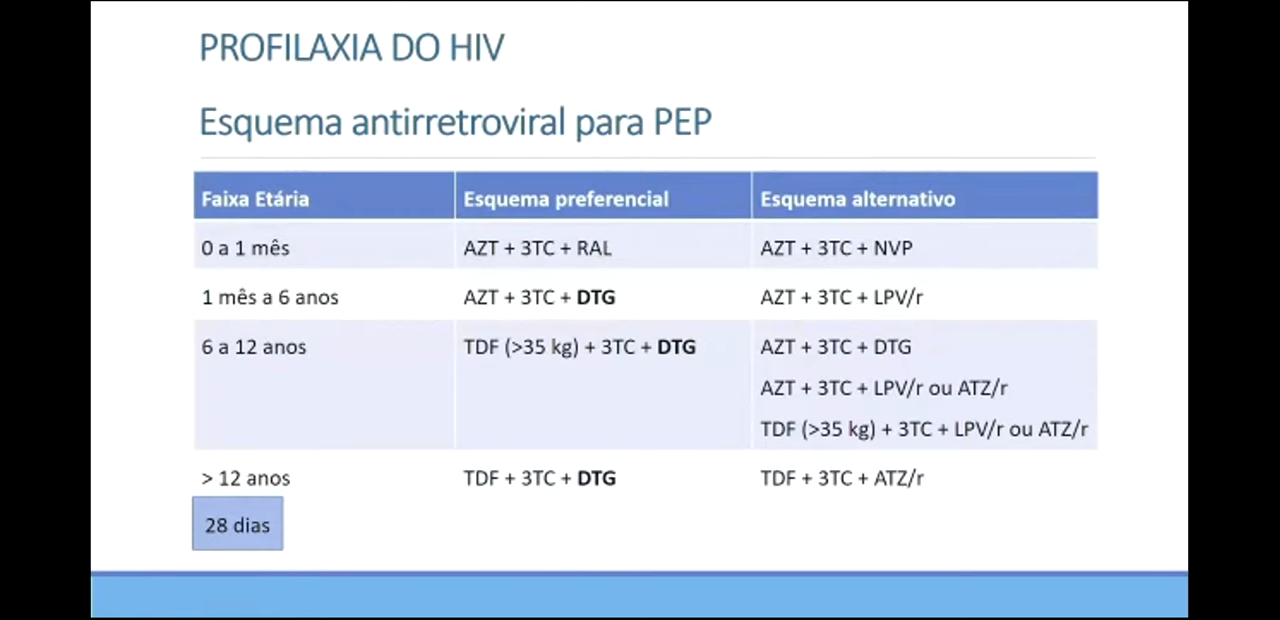 PROFILAXIA DO HIV
Esquema antirretroviral para PEP
Faixa Etária Esquema preferencial Esquema alternativo
0 a 1 mês AZT + 3TC + RAL AZT + 3TC + NVP
1 mês a 6 anos AZT + 3TC + DTG AZT + 3TC + LPV/r
6 a 12 anos TDF (>35 kg) + 3TC + DTG AZT + 3TC + DTG
AZT + 3TC + LPV/r ou ATZ/r
TDF (>35 kg) + 3TC + LPV/r ou ATZ/r
> 12 anos TDF + 3TC + DTG TDF + 3TC + ATZ/r
28 dias